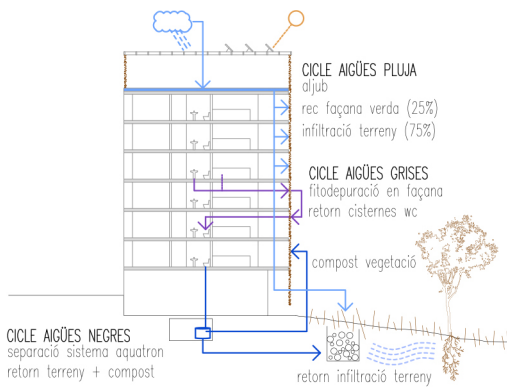 CICLE AIGÜES PLUJA
aljub
rec façana verda (25%)
infiltració terreny (75%)
CICLE AIGÜES GRISES
fitodepuració en façana
retorn cisternes wc
compost vegetació
CICLE AIGÜES NEGRES
separació sistema aquatron
retorn terreny + compost
retorn infiltració terreny